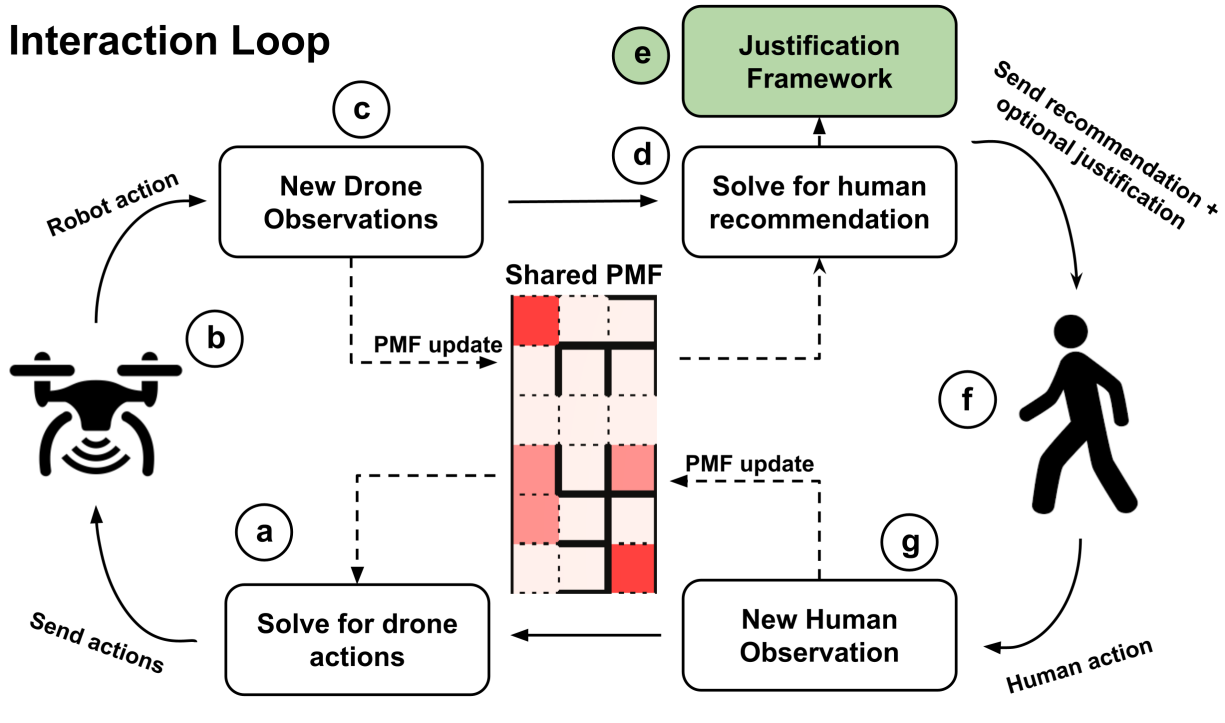 Interaction Loop
e
Justification
Framework
Send recommendation +
optional justification
c
d
New Drone
Observations
Solve for human
recommendation
Robot action
Shared PMF
b
PMF update
f
PMF update
a
g
Solve for drone
actions
New Human
Observation
Send actions
Human action